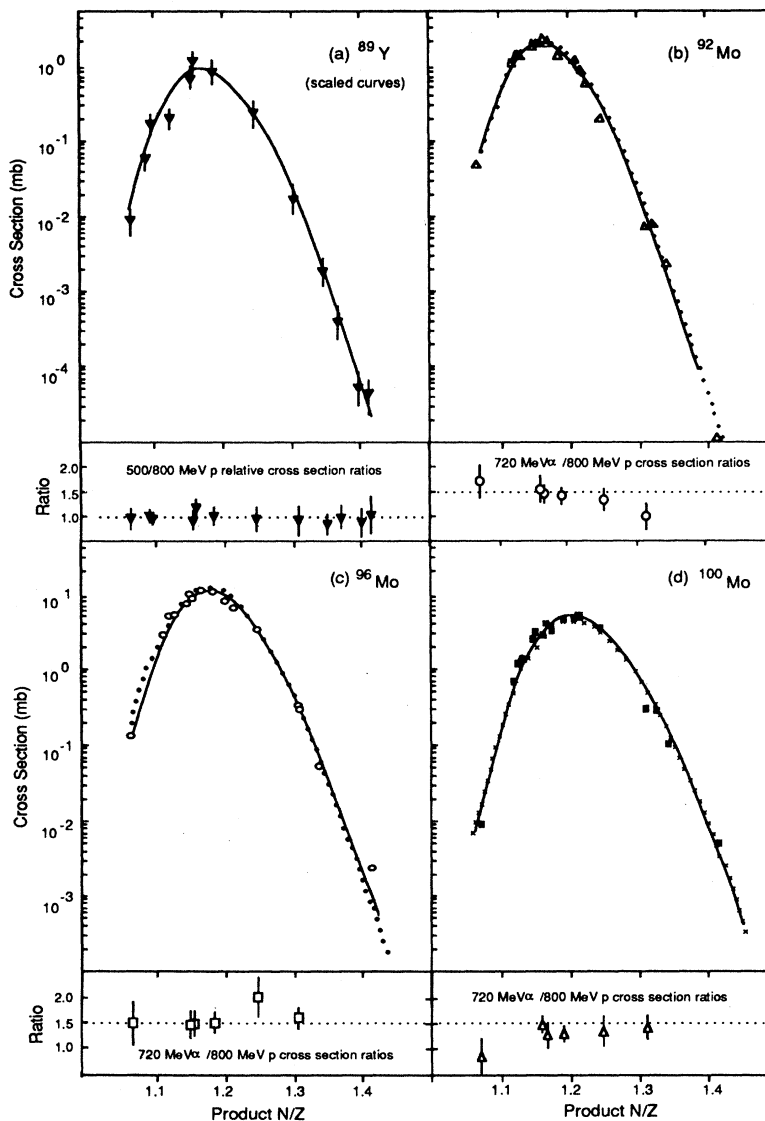 (a) ⁸⁹Y
(scaled curves)
(b) ⁹²Mo
Cross Section (mb)
10⁰
10⁻¹
10⁻²
10⁻³
10⁻⁴
500/800 MeV p relative cross section ratios
Ratio
2.0
1.5
1.0
720 MeVα /800 MeV p cross section ratios
(c) ⁹⁶Mo
(d) ¹⁰⁰Mo
Cross Section (mb)
10¹
10⁰
10⁻¹
10⁻²
10⁻³
Ratio
2.0
1.5
1.0
720 MeVα /800 MeV p cross section ratios
720 MeVα /800 MeV p cross section ratios
1.1 1.2 1.3 1.4
1.1 1.2 1.3 1.4
Product N/Z
Product N/Z